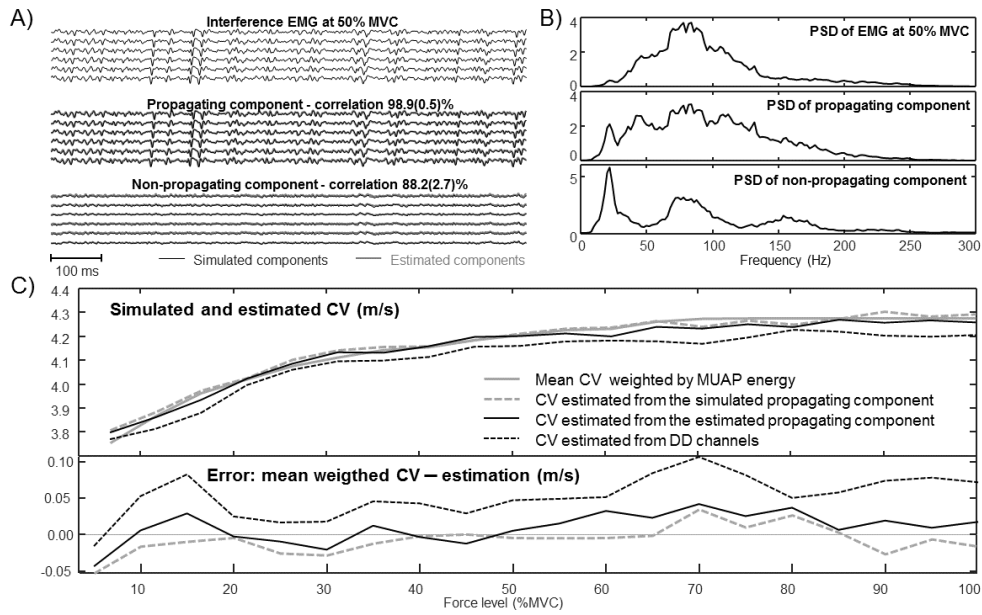 A)
Interference EMG at 50% MVC
Propagating component - correlation 98.9(0.5)%
Non-propagating component - correlation 88.2(2.7)%
100 ms
Simulated components
Estimated components
B)
4
2
0
PSD of EMG at 50% MVC
4
2
0
PSD of propagating component
5
0
PSD of non-propagating component
0 50 100 150 200 250 300
Frequency (Hz)
C)
4.4
4.3
4.2
4.1
4.0
3.9
3.8
Simulated and estimated CV (m/s)
Mean CV weighted by MUAP energy
CV estimated from the simulated propagating component
CV estimated from the estimated propagating component
CV estimated from DD channels
0.10
0.05
0.00
-0.05
Error: mean weigthed CV – estimation (m/s)
10 20 30 40 50 60 70 80 90 100
Force level (%MVC)